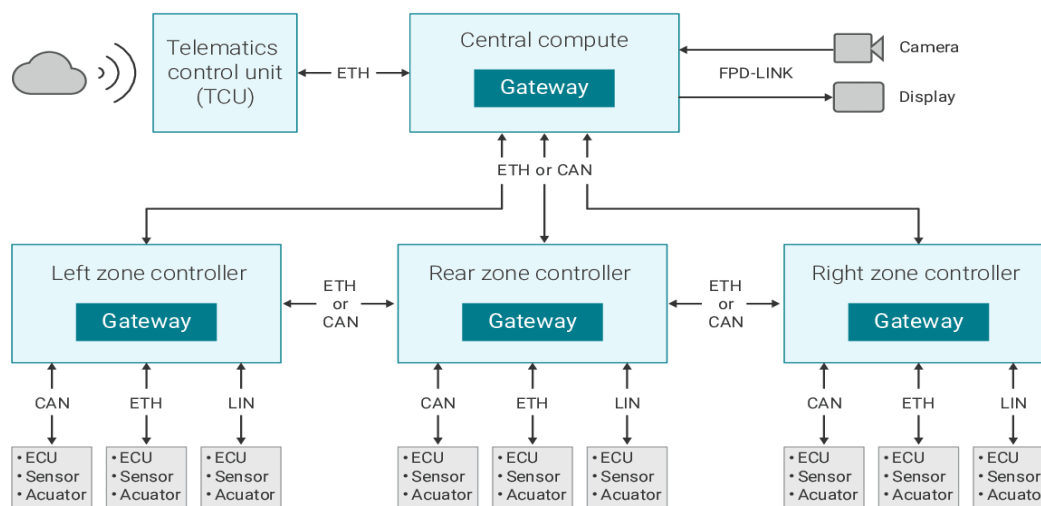 Telematics
control unit
(TCU)
ETH
Central compute
Gateway
Camera
FPD-LINK
Display
ETH or CAN
Left zone controller
Gateway
ETH
or
CAN
Rear zone controller
Gateway
ETH
or
CAN
Right zone controller
Gateway
CAN
ETH
LIN
CAN
ETH
LIN
CAN
ETH
LIN
• ECU
• Sensor
• Acuator
• ECU
• Sensor
• Acuator
• ECU
• Sensor
• Acuator
• ECU
• Sensor
• Acuator
• ECU
• Sensor
• Acuator
• ECU
• Sensor
• Acuator
• ECU
• Sensor
• Acuator
• ECU
• Sensor
• Acuator
• ECU
• Sensor
• Acuator